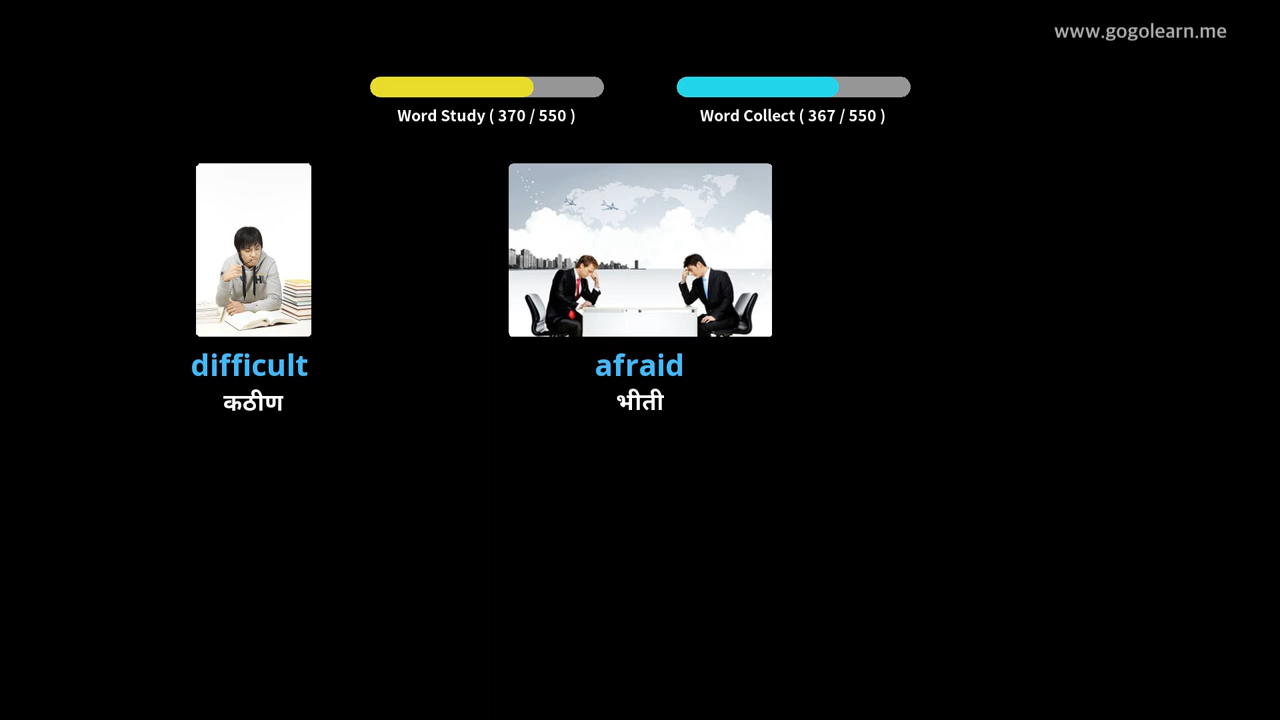 www.gogolearn.me
Word Study ( 370 / 550 )
Word Collect ( 367 / 550 )
difficult
afraid
कठीण
भीती